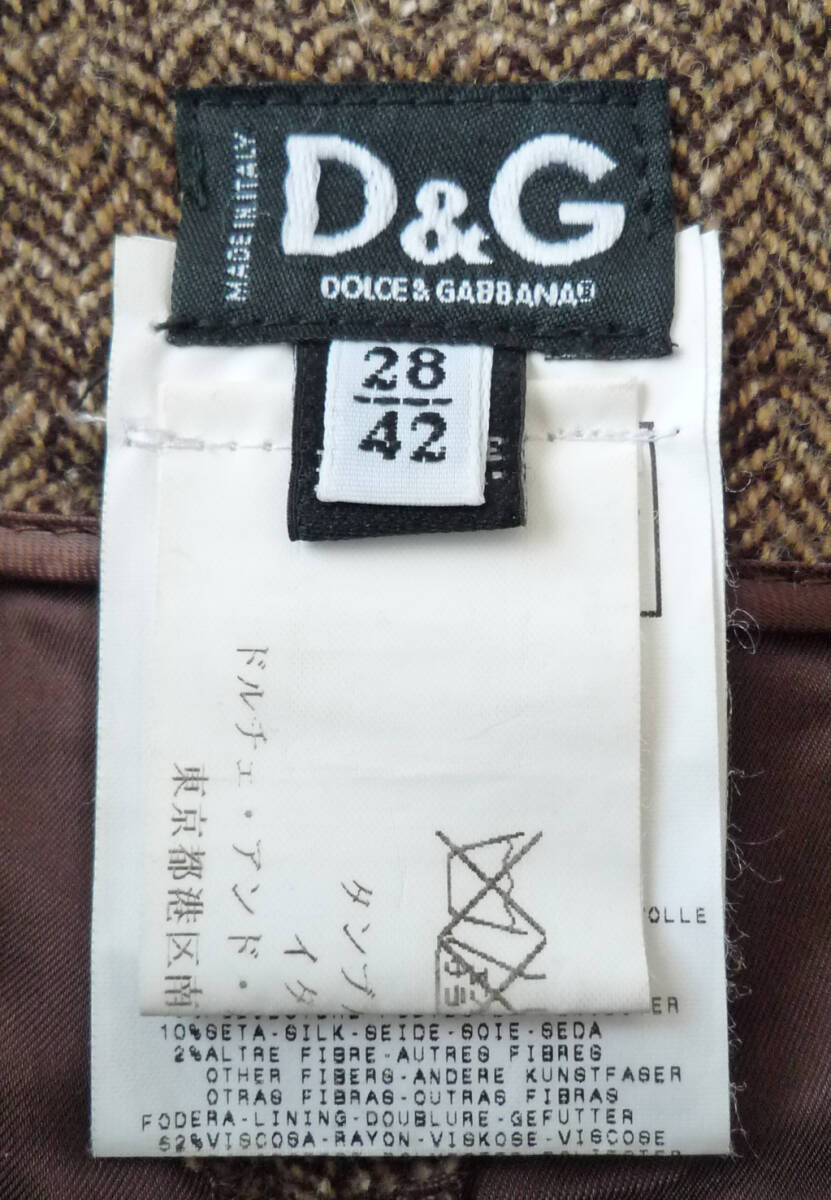 MADE IN ITALY
D&G
DOLCE & GABBANA®
28
42
ドルチェ・アンド・
東京都港区南
タンブ
イタ
OLLE
ER
10%SETA-SILK-SEIDE-SOIE-SEDA
2%ALTRE FIBRE-AUTRES FIBRES
OTHER FIBERS-ANDERE KUNSTFASER
OTRAS FIBRAS-OUTRAS FIBRAS
FODERA-LINING-DOUBLURE-GEFUTTER
52%VISCOSA-RAYON-VISKOSE-VISCOSE